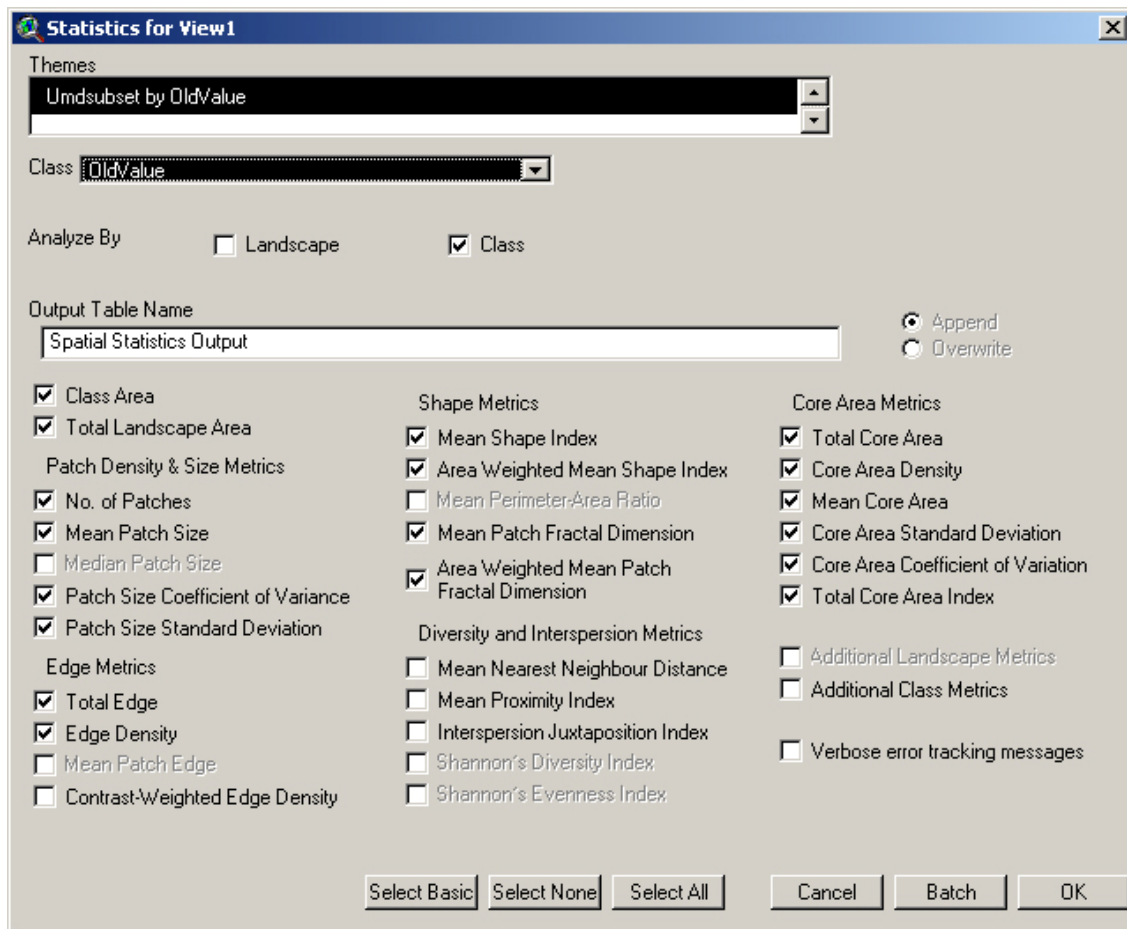 Statistics for View1
Themes
Umdsubset by OldValue
Class OldValue
Analyze By Landscape Class
Output Table Name
Spatial Statistics Output
Append
Overwrite
Class Area
Total Landscape Area
Patch Density & Size Metrics
No. of Patches
Mean Patch Size
Median Patch Size
Patch Size Coefficient of Variance
Patch Size Standard Deviation
Edge Metrics
Total Edge
Edge Density
Mean Patch Edge
Contrast-Weighted Edge Density
Shape Metrics
Mean Shape Index
Area Weighted Mean Shape Index
Mean Perimeter-Area Ratio
Mean Patch Fractal Dimension
Area Weighted Mean Patch
Fractal Dimension
Diversity and Interspersion Metrics
Mean Nearest Neighbour Distance
Mean Proximity Index
Interspersion Juxtaposition Index
Shannon's Diversity Index
Shannon's Evenness Index
Core Area Metrics
Total Core Area
Core Area Density
Mean Core Area
Core Area Standard Deviation
Core Area Coefficient of Variation
Total Core Area Index
Additional Landscape Metrics
Additional Class Metrics
Verbose error tracking messages
Select Basic Select None Select All Cancel Batch OK